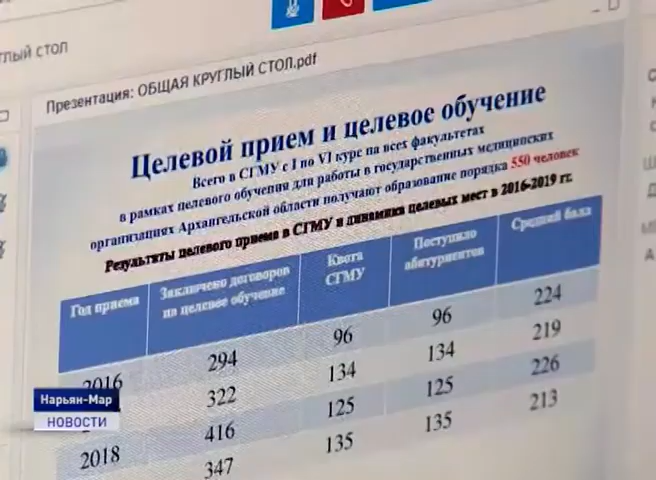 ГЛЫЙ СТОЛ
Презентация: ОБЩАЯ КРУГЛЫЙ СТОЛ.pdf
Целевой прием и целевое обучение
Всего в СГМУ с I по VI курс на всех факультетах
в рамках целевого обучения для работы в государственных медицинских
организациях Архангельской области получают образование порядка 550 человек
Результаты целевого приема в СГМУ и динамика целевых мест в 2016-2019 гг.
Год приема Заключено договоров на целевое обучение Квота СГМУ Поступило абитуриентов Средний балл
2016 294 96 96 224
322 134 134 219
2018 416 125 125 226
347 135 135 213
Нарьян-Мар
НОВОСТИ